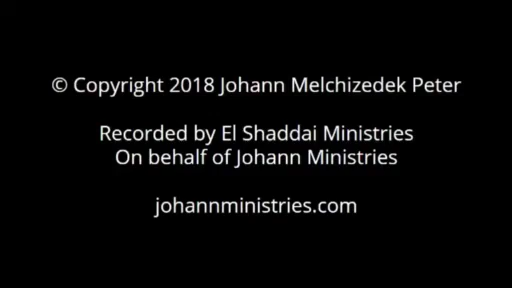 © Copyright 2018 Johann Melchizedek Peter
Recorded by El Shaddai Ministries
On behalf of Johann Ministries
johannministries.com